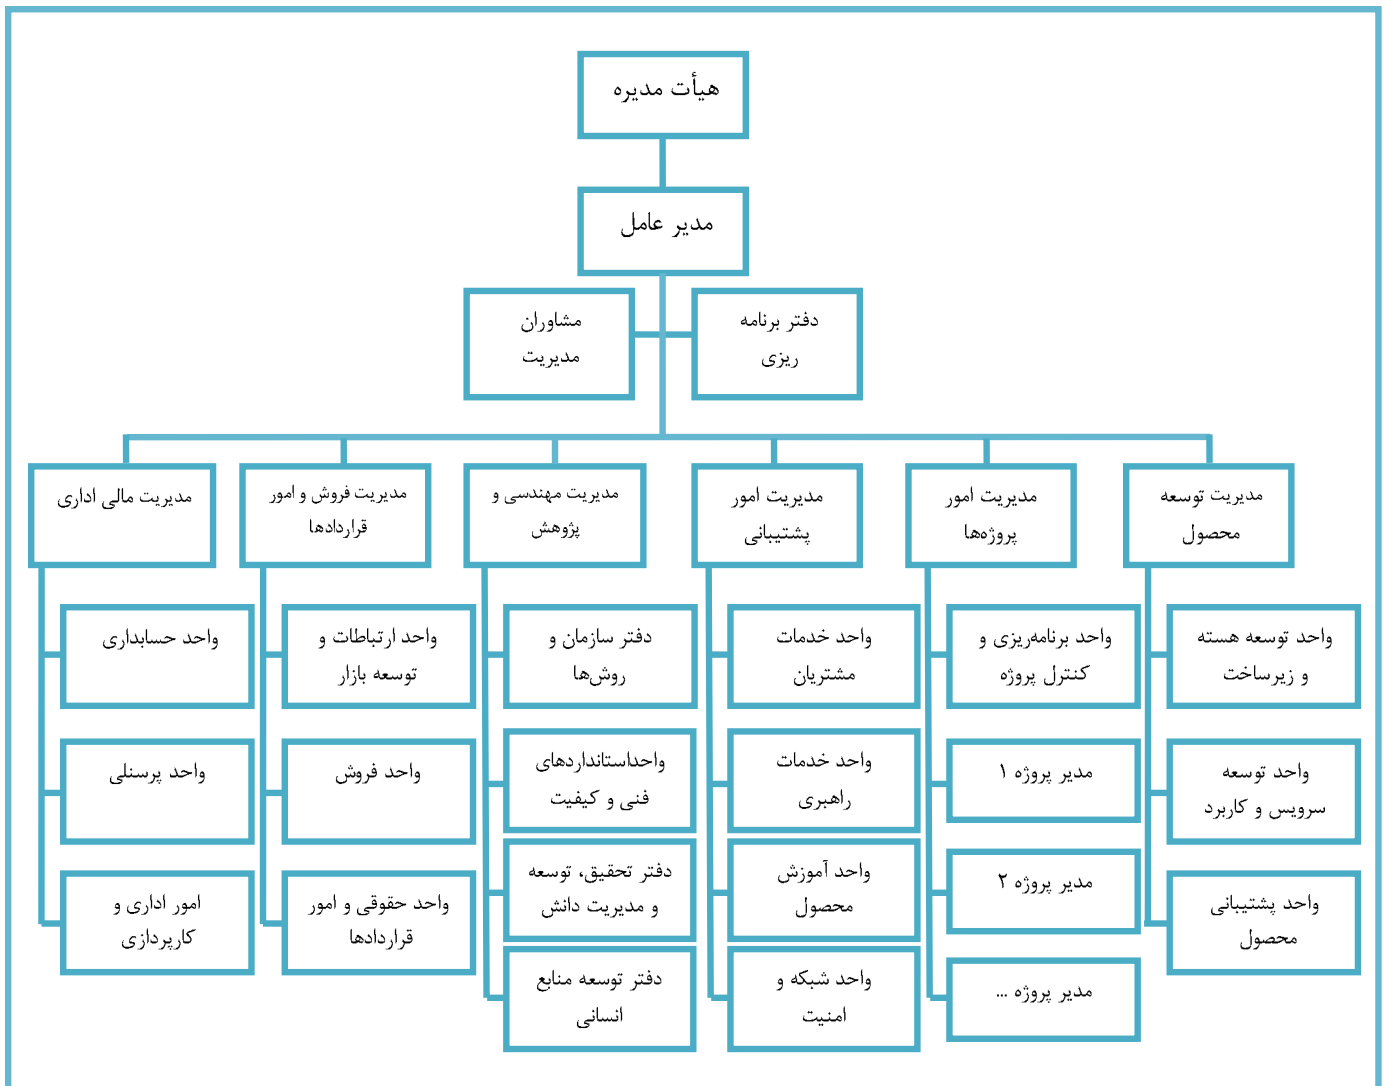 هیأت مدیره
مدیر عامل
دفتر برنامه
ریزی
مشاوران
مدیریت
مدیریت توسعه
محصول
واحد توسعه هسته
و زیرساخت
واحد توسعه
سرویس و کاربرد
واحد پشتیبانی
محصول
مدیریت امور
پروژه‌ها
واحد برنامه‌ریزی و
کنترل پروژه
مدیر پروژه ۱
مدیر پروژه ۲
مدیر پروژه ...
مدیریت امور
پشتیبانی
واحد خدمات
مشتریان
واحد خدمات
راهبری
واحد آموزش
محصول
واحد شبکه و
امنیت
مدیریت مهندسی و
پژوهش
دفتر سازمان و
روش‌ها
واحداستانداردهای
فنی و کیفیت
دفتر تحقیق، توسعه
و مدیریت دانش
دفتر توسعه منابع
انسانی
مدیریت فروش و امور
قراردادها
واحد ارتباطات و
توسعه بازار
واحد فروش
واحد حقوقی و امور
قراردادها
مدیریت مالی اداری
واحد حسابداری
واحد پرسنلی
امور اداری و
کارپردازی